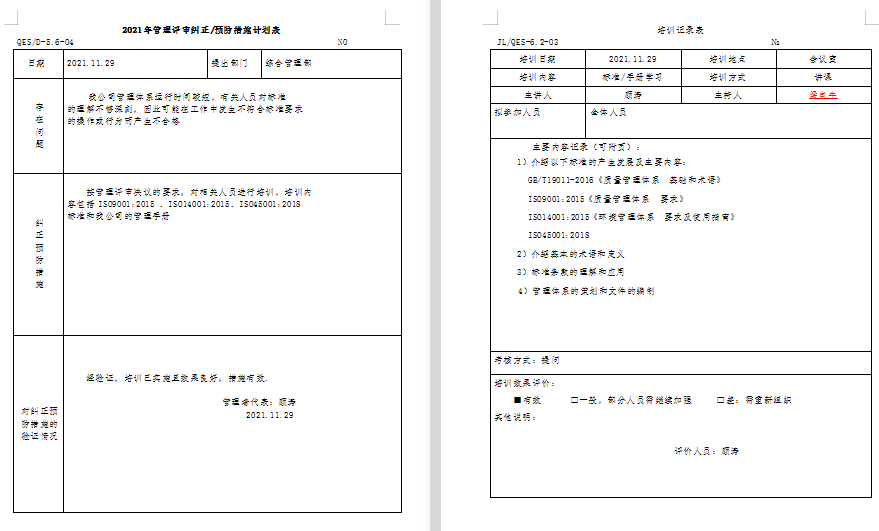 2021年管理评审纠正/预防措施计划表
QES/D-5.6-04 NO
日期 2021.11.29 提出部门 综合管理部
存在问题
我公司管理体系运行时间较短，有关人员对标准
的理解不够深刻，因此可能在工作中发生不符合标准要求
的操作或行为而产生不合格
纠正预防措施
按管理评审决议的要求，对相关人员进行培训，培训内
容包括 ISO9001:2015 、ISO14001:2015、ISO45001:2018
标准和我公司的管理手册
对纠正预
防措施的
验证情况
经验证，培训已实施且效果良好，措施有效.
管理者代表：顾涛
2021.11.29
培训记录表
JL/QES-6.2-03 №
培训日期 2021.11.29 培训地点 会议室
培训内容 标准/手册学习 培训方式 讲课
主讲人 顾涛 主持人
拟参加人员 全体人员
主要内容记录（可附页）：
1）介绍以下标准的产生发展及主要内容：
GB/T19011-2016《质量管理体系 基础和术语》
ISO9001:2015《质量管理体系 要求》
ISO14001:2015《环境管理体系 要求及使用指南》
ISO45001:2018
2）介绍基本的术语和定义
3）标准条款的理解和应用
4）管理体系的策划和文件的编制
考核方式：提问
培训效果评价：
■有效 □一般，部分人员需继续加强 □差；需重新组织
其他说明：
评价人员：顾涛